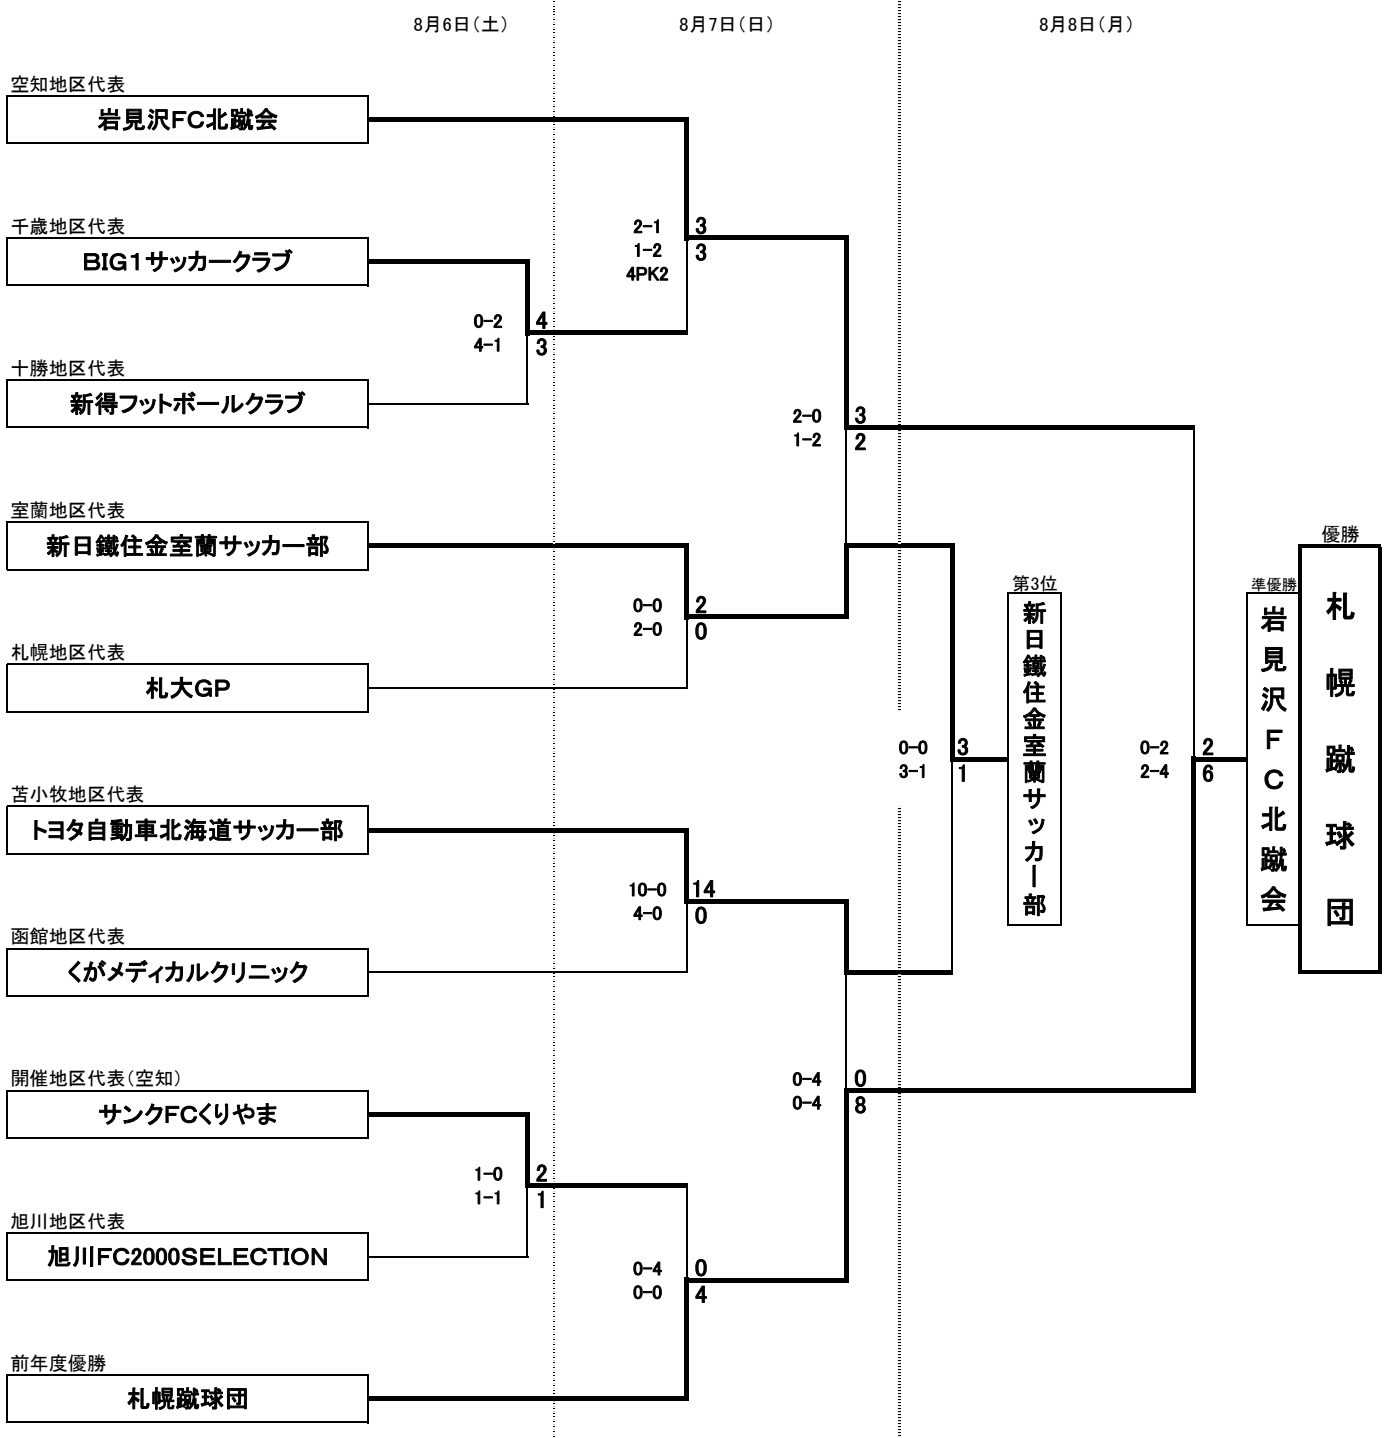 8月6日(土)
8月7日(日)
8月8日(月)
空知地区代表
岩見沢FC北蹴会
千歳地区代表
BIG1サッカークラブ
2-1
3
1-2
3
4PK2
0-2
4
4-1
3
十勝地区代表
新得フットボールクラブ
2-0
3
1-2
2
室蘭地区代表
新日鐵住金室蘭サッカー部
0-0
2
2-0
0
札幌地区代表
札大GP
優勝
札幌蹴球団
準優勝
岩見沢FC北蹴会
第3位
新日鐵住金室蘭サッカー部
0-0
3
3-1
1
0-2
2
2-4
6
苫小牧地区代表
トヨタ自動車北海道サッカー部
10-0
14
4-0
0
函館地区代表
くがメディカルクリニック
開催地区代表(空知)
サンクFCくりやま
0-4
0
0-4
8
1-0
2
1-1
1
旭川地区代表
旭川FC2000SELECTION
0-4
0
0-0
4
前年度優勝
札幌蹴球団